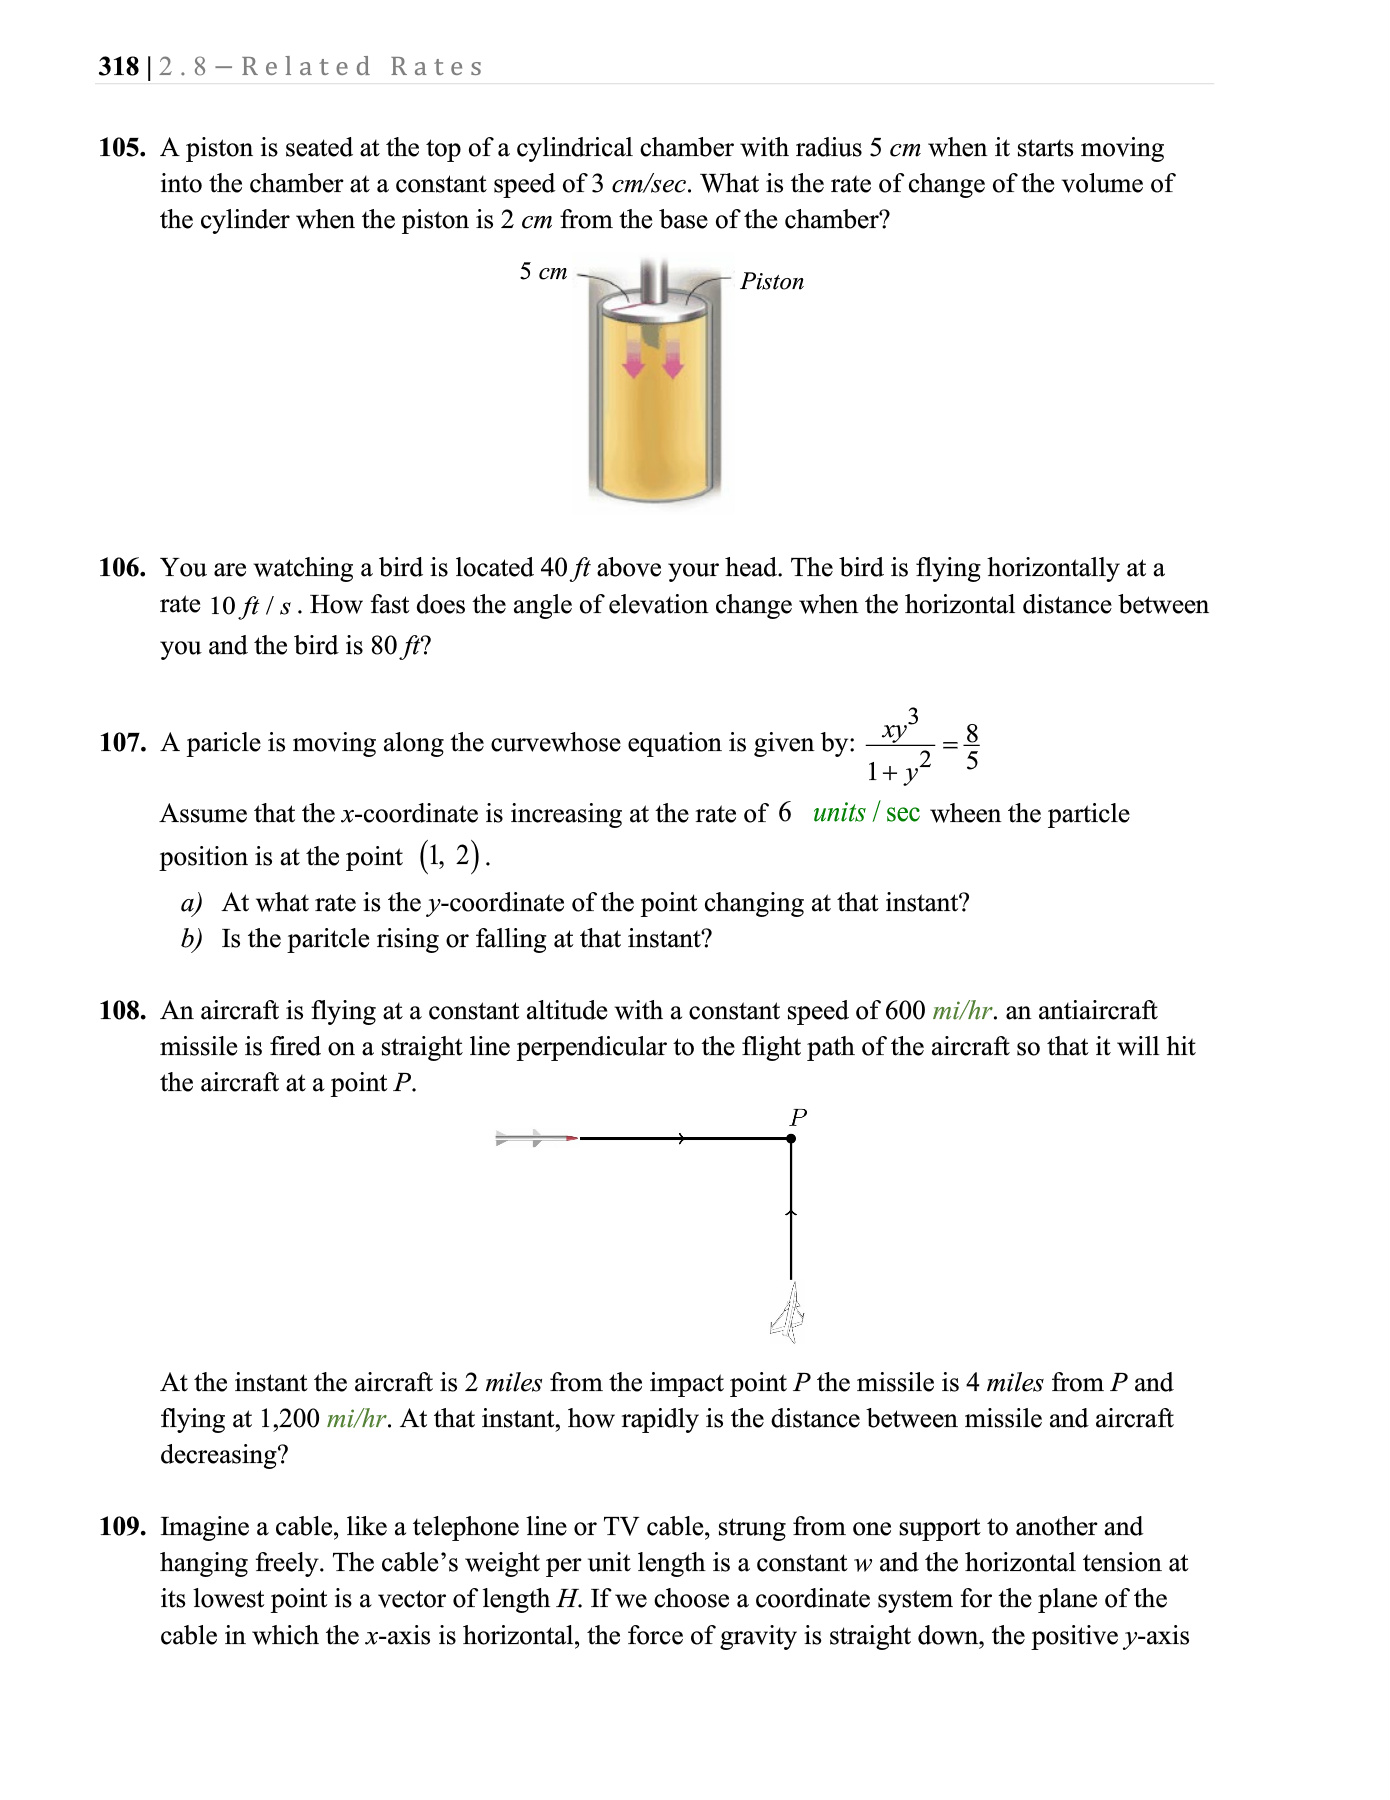 318 | 2.8 – Related Rates
105. A piston is seated at the top of a cylindrical chamber with radius 5 cm when it starts moving
into the chamber at a constant speed of 3 cm/sec. What is the rate of change of the volume of
the cylinder when the piston is 2 cm from the base of the chamber?
5 cm
Piston
106. You are watching a bird is located 40 ft above your head. The bird is flying horizontally at a
rate 10 ft / s . How fast does the angle of elevation change when the horizontal distance between
you and the bird is 80 ft?
107. A paricle is moving along the curvewhose equation is given by: xy³/(1 + y²) = 8/5
Assume that the x-coordinate is increasing at the rate of 6 units / sec wheen the particle
position is at the point (1, 2).
a) At what rate is the y-coordinate of the point changing at that instant?
b) Is the paritcle rising or falling at that instant?
108. An aircraft is flying at a constant altitude with a constant speed of 600 mi/hr. an antiaircraft
missile is fired on a straight line perpendicular to the flight path of the aircraft so that it will hit
the aircraft at a point P.
P
At the instant the aircraft is 2 miles from the impact point P the missile is 4 miles from P and
flying at 1,200 mi/hr. At that instant, how rapidly is the distance between missile and aircraft
decreasing?
109. Imagine a cable, like a telephone line or TV cable, strung from one support to another and
hanging freely. The cable's weight per unit length is a constant w and the horizontal tension at
its lowest point is a vector of length H. If we choose a coordinate system for the plane of the
cable in which the x-axis is horizontal, the force of gravity is straight down, the positive y-axis